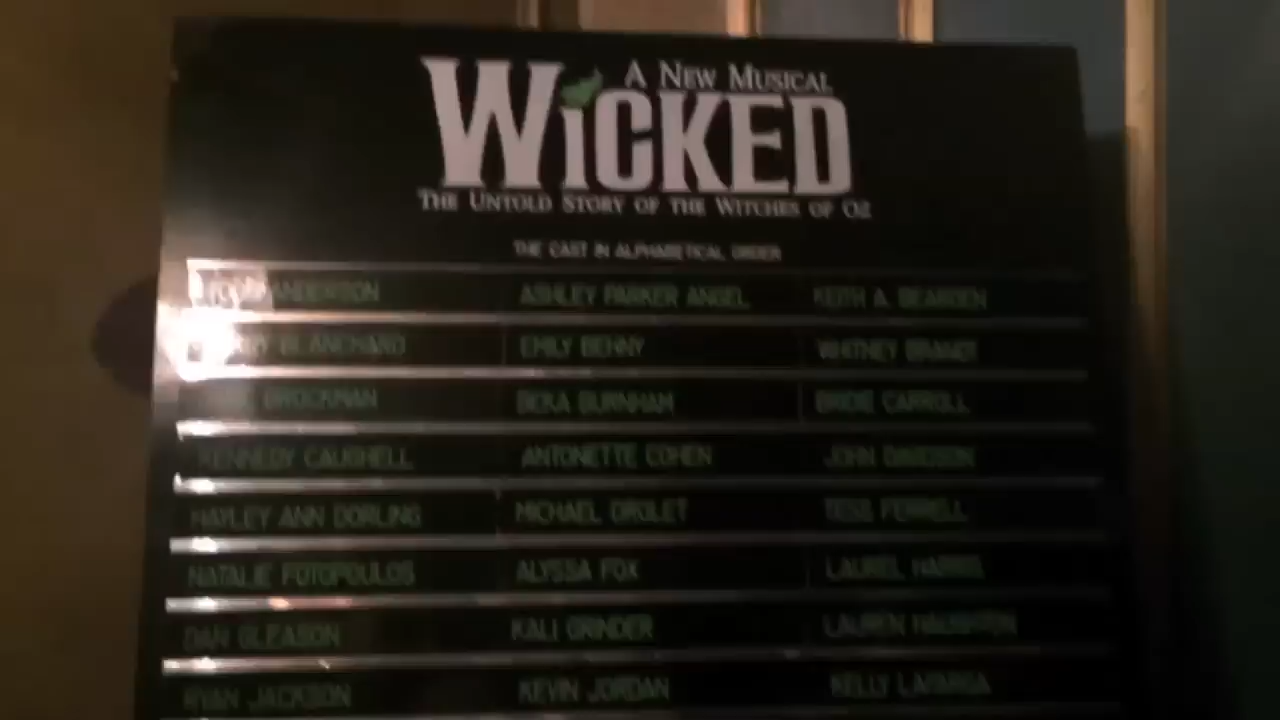 A NEW MUSICAL
WICKED
THE UNTOLD STORY OF THE WITCHES OF OZ
THE CAST IN ALPHABETICAL ORDER
ANDERSON ASHLEY PARKER ANGEL KEITH A. BEARDEN
BLANCHARD EMILY BEHNY WHITNEY BRANDT
BROCKMAN BEKA BURNHAM BRIDIE CARROLL
KENNEDY CAUGHELL ANTONETTE COHEN JOHN DAVIDSON
HAYLEY ANN DORLING MICHAEL DROLET TESS FERRELL
NATALIE FOTOPOULOS ALYSSA FOX LAUREL HARRIS
DAN GLEASON KALI GRINDER LAUREN HAUGHTON
RYAN JACKSON KEVIN JORDAN KELLY LAFARGA